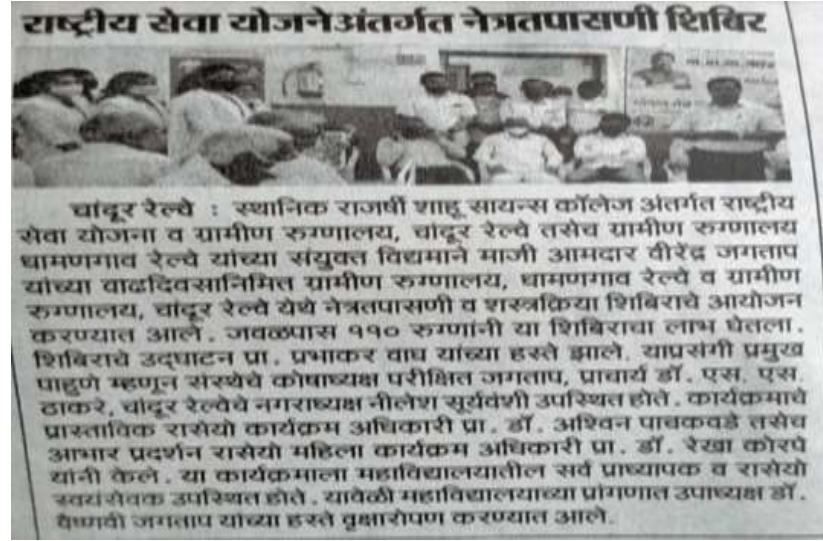 राष्ट्रीय सेवा योजनेअंतर्गत नेत्रतपासणी शिबिर
चांदूर रेल्वे : स्थानिक राजर्षी शाहू सायन्स कॉलेज अंतर्गत राष्ट्रीय
सेवा योजना व ग्रामीण रुग्णालय, चांदूर रेल्वे तसेच ग्रामीण रुग्णालय
धामणगाव रेल्वे यांच्या संयुक्त विद्यमाने माजी आमदार वीरेंद्र जगताप
यांच्या वाढदिवसानिमित्त ग्रामीण रुग्णालय, धामणगाव रेल्वे व ग्रामीण
रुग्णालय, चांदूर रेल्वे येथे नेत्रतपासणी व शस्त्रक्रिया शिबिराचे आयोजन
करण्यात आले. जवळपास ११० रुग्णांनी या शिबिराचा लाभ घेतला.
शिबिराचे उद्घाटन प्रा. प्रभाकर वाघ यांच्या हस्ते झाले. याप्रसंगी प्रमुख
पाहुणे म्हणून संस्थेचे कोषाध्यक्ष परीक्षित जगताप, प्राचार्य डॉ. एस. एस.
ठाकरे, चांदूर रेल्वेचे नगराध्यक्ष नीलेश सूर्यवंशी उपस्थित होते. कार्यक्रमाचे
प्रास्ताविक रासेयो कार्यक्रम अधिकारी प्रा. डॉ. अश्विन पाचकवडे तसेच
आभार प्रदर्शन रासेयो महिला कार्यक्रम अधिकारी प्रा. डॉ. रेखा कोरपे
यांनी केले. या कार्यक्रमाला महाविद्यालयातील सर्व प्राध्यापक व रासेयो
स्वयंसेवक उपस्थित होते. यावेळी महाविद्यालयाच्या प्रांगणात उपाध्यक्ष डॉ.
वैष्णवी जगताप यांच्या हस्ते वृक्षारोपण करण्यात आले.